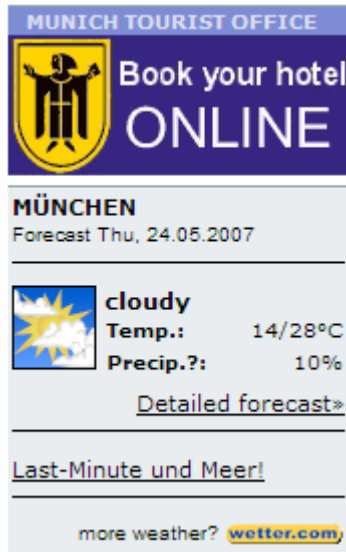 MUNICH TOURIST OFFICE
Book your hotel
ONLINE
MÜNCHEN
Forecast Thu, 24.05.2007
cloudy
Temp.: 14/28°C
Precip.?: 10%
Detailed forecast»
Last-Minute und Meer!
more weather? wetter.com